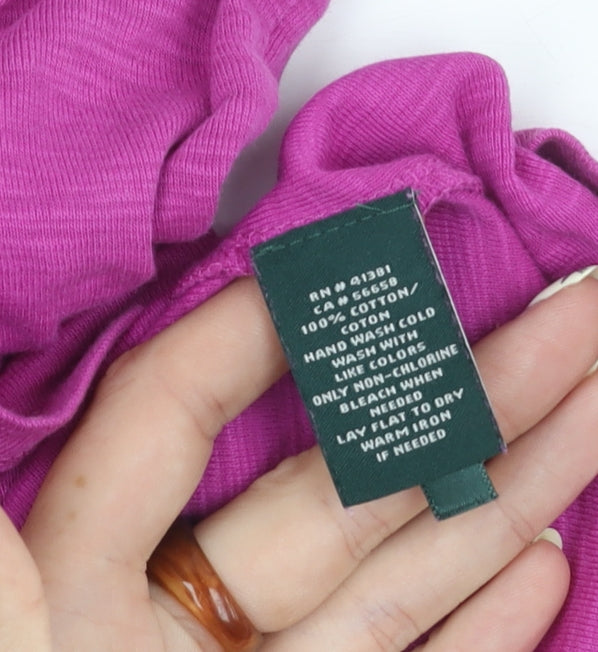 RN # 41381
CA # 56658
100% COTTON/
COTON
HAND WASH COLD
WASH WITH
LIKE COLORS
ONLY NON-CHLORINE
BLEACH WHEN
NEEDED
LAY FLAT TO DRY
WARM IRON
IF NEEDED